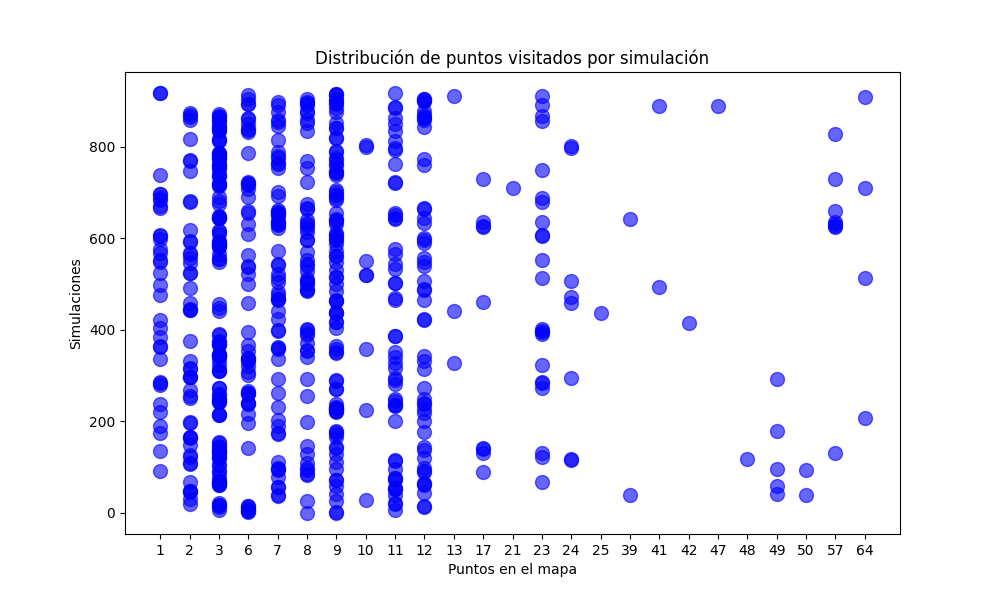 Distribución de puntos visitados por simulación
Simulaciones
800
600
400
200
0
1 2 3 6 7 8 9 10 11 12 13 17 21 23 24 25 39 41 42 47 48 49 50 57 64
Puntos en el mapa